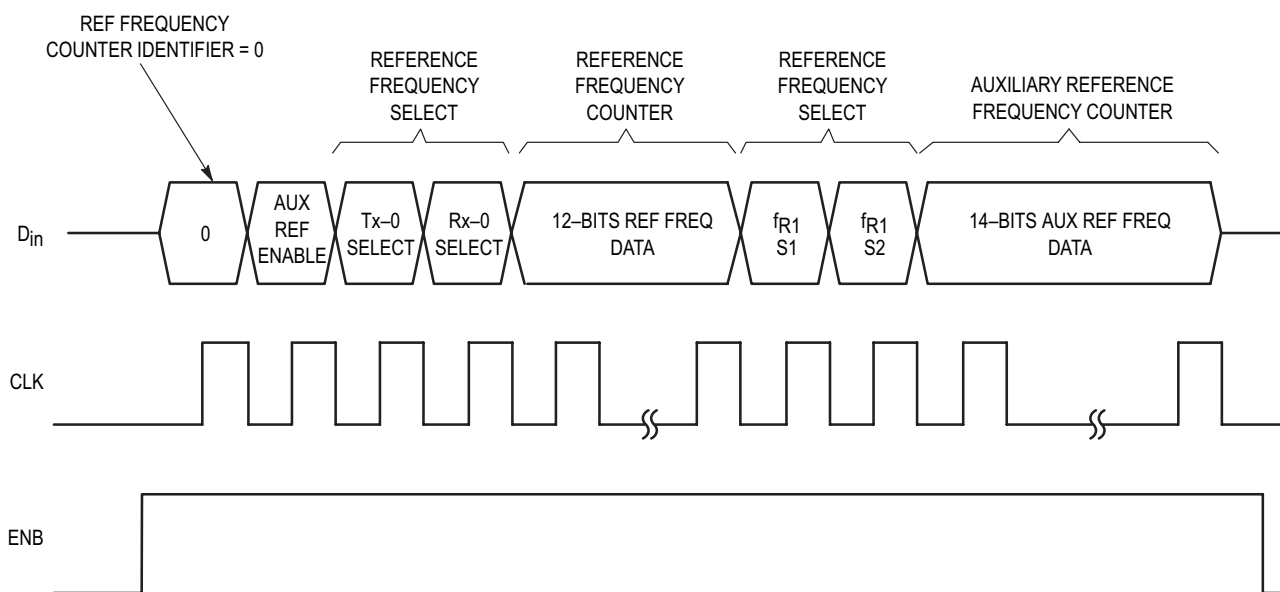 REF FREQUENCY
COUNTER IDENTIFIER = 0
REFERENCE
FREQUENCY
SELECT
REFERENCE
FREQUENCY
COUNTER
REFERENCE
FREQUENCY
SELECT
AUXILIARY REFERENCE
FREQUENCY COUNTER
Din
0
AUX
REF
ENABLE
Tx–0
SELECT
Rx–0
SELECT
12–BITS REF FREQ
DATA
fR1
S1
fR1
S2
14–BITS AUX REF FREQ
DATA
CLK
ENB